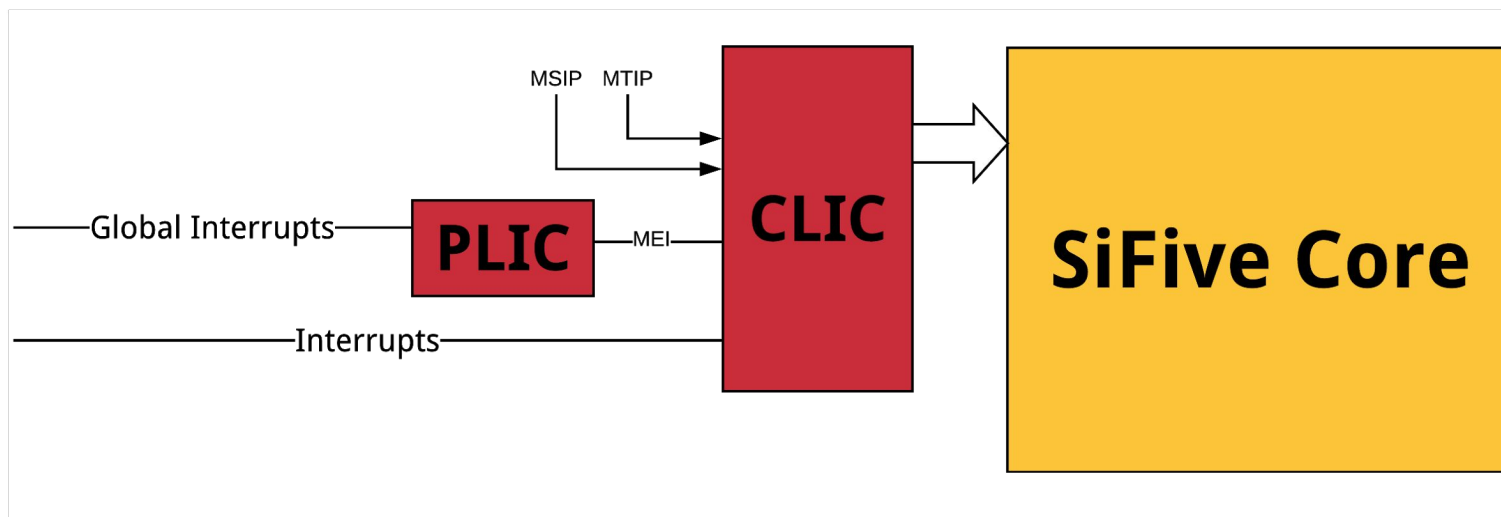 MSIP MTIP
Global Interrupts
PLIC
MEI
CLIC
SiFive Core
Interrupts